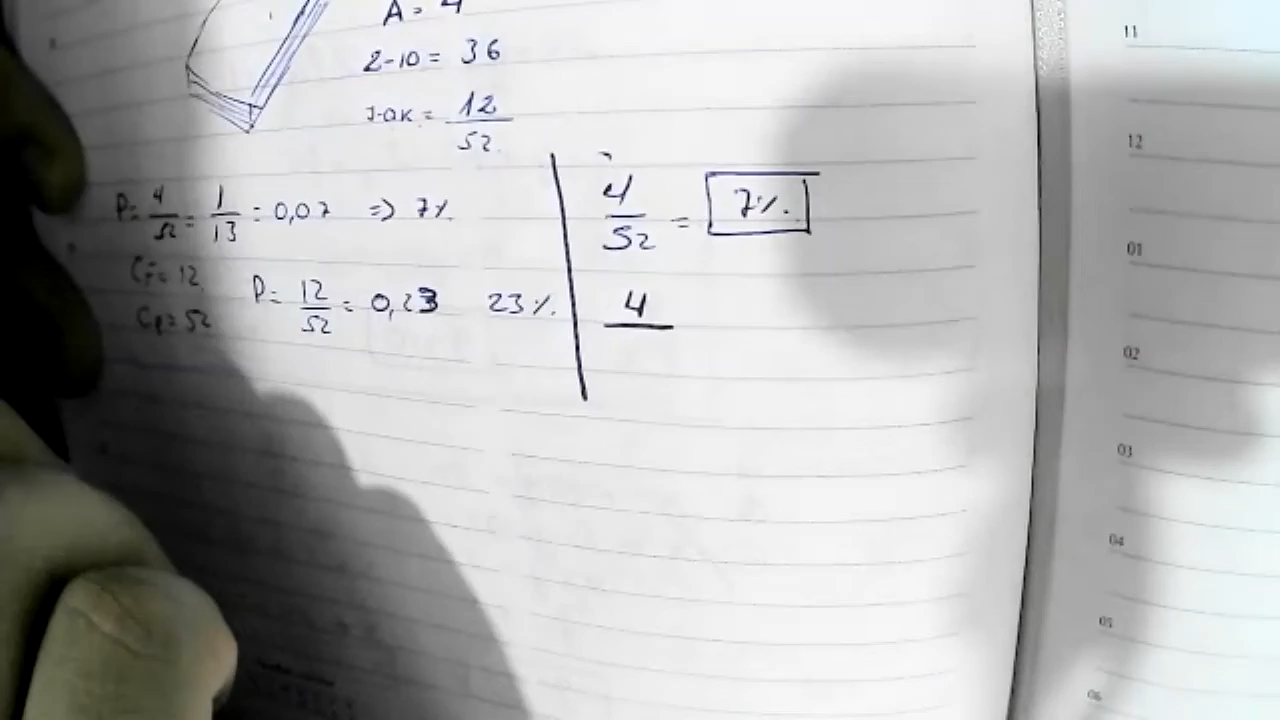 A = 4
2-10 = 36
J-QK = 12
52
P= 4/52 = 1/13 = 0,07 => 7%
CF= 12
P= 12/52 = 0,23 23%
CP= 52
4/52 = 7%.
4
11
12
01
02
03
04
05
06